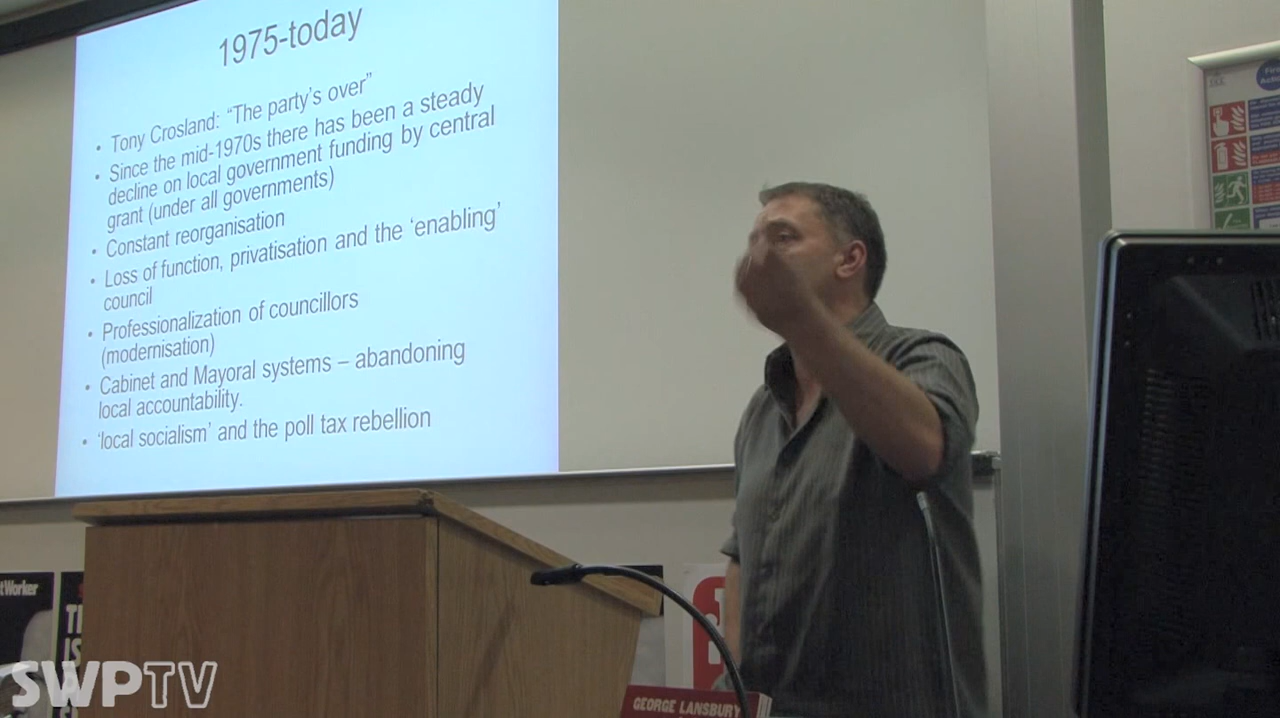 1975-today
• Tony Crosland: “The party’s over”
• Since the mid-1970s there has been a steady
decline on local government funding by central
grant (under all governments)
• Constant reorganisation
• Loss of function, privatisation and the ‘enabling’
council
• Professionalization of councillors
(modernisation)
• Cabinet and Mayoral systems – abandoning
local accountability.
• ‘local socialism’ and the poll tax rebellion
Fire
tWorker
SWPTV
GEORGE LANSBURY